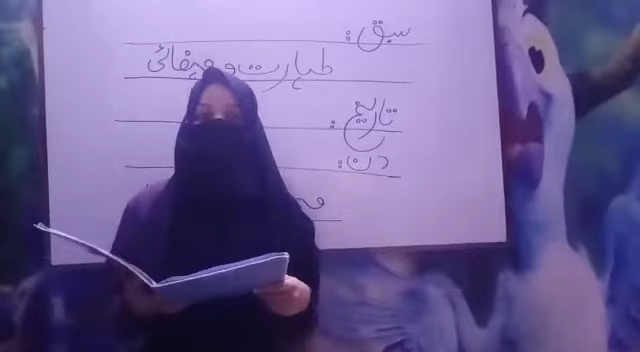 سبق:
طہارت و صفائی
تاریخ:
دن: